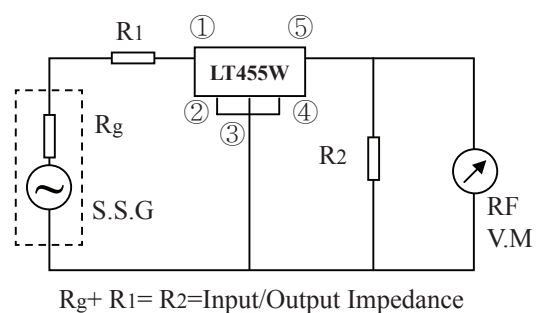 R1
①
⑤
LT455W
②
③
④
Rg
S.S.G
R2
RF
V.M
Rg+ R1= R2=Input/Output Impedance